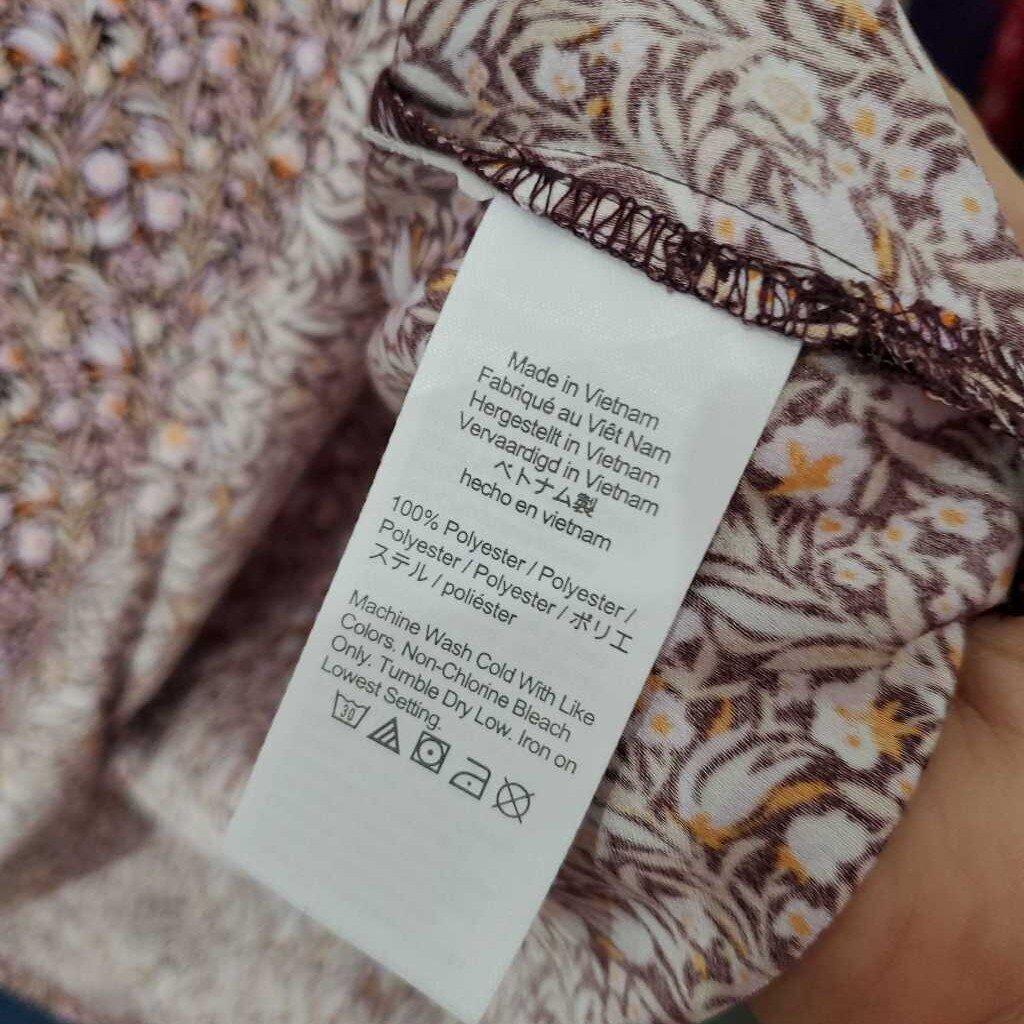 Made in Vietnam
Fabriqué au Viêt Nam
Hergestellt in Vietnam
Vervaardigd in Vietnam
ベトナム製
hecho en vietnam
100% Polyester / Polyester /
Polyester / Polyester / ポリエ
ステル / poliéster
Machine Wash Cold With Like
Colors. Non-Chlorine Bleach
Only. Tumble Dry Low. Iron on
Lowest Setting.
30